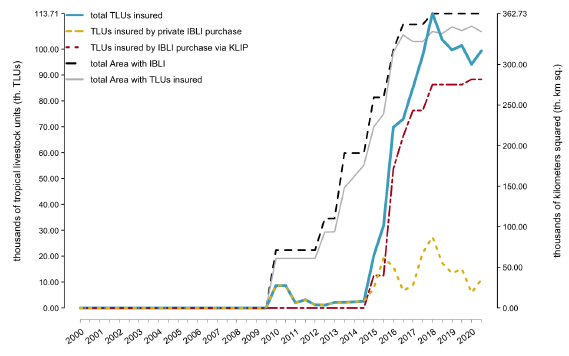 113.71
100.00
90.00
80.00
70.00
60.00
50.00
40.00
30.00
20.00
10.00
0.00
thousands of tropical livestock units (th. TLUs)
total TLUs insured
TLUs insured by private IBLI purchase
TLUs insured by IBLI purchase via KLIP
total Area with IBLI
total Area with TLUs insured
362.73
300.00
250.00
200.00
150.00
100.00
50.00
0.00
thousands of kilometers squared (th. km sq.)
2000 2001 2002 2003 2004 2005 2006 2007 2008 2009 2010 2011 2012 2013 2014 2015 2016 2017 2018 2019 2020